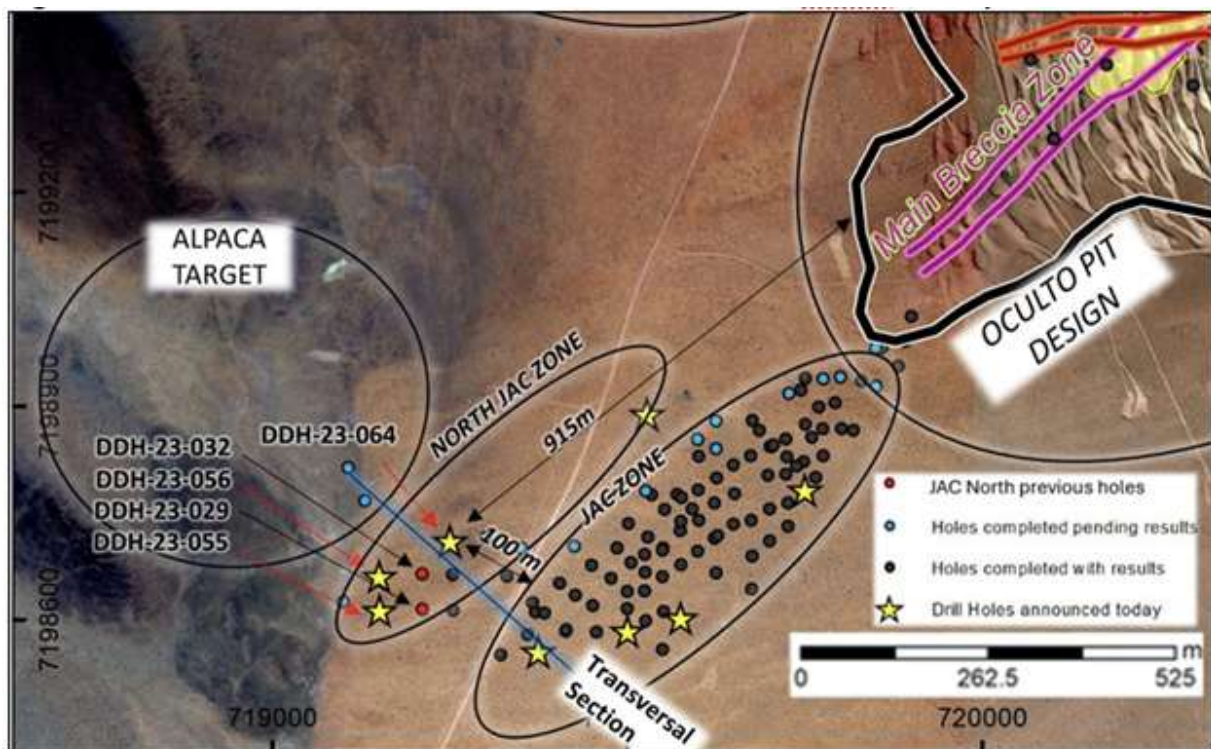 Main Breccia Zone
7199200
ALPACA
TARGET
OCULTO PIT
DESIGN
NORTH JAC ZONE
7198900
915m
DDH-23-064
DDH-23-032
DDH-23-056
DDH-23-029
DDH-23-055
JAC ZONE
100 m
JAC North previous holes
Holes completed pending results
Holes completed with results
Drill Holes announced today
7198600
m
0
262.5
525
Transversal
Section
719000
720000